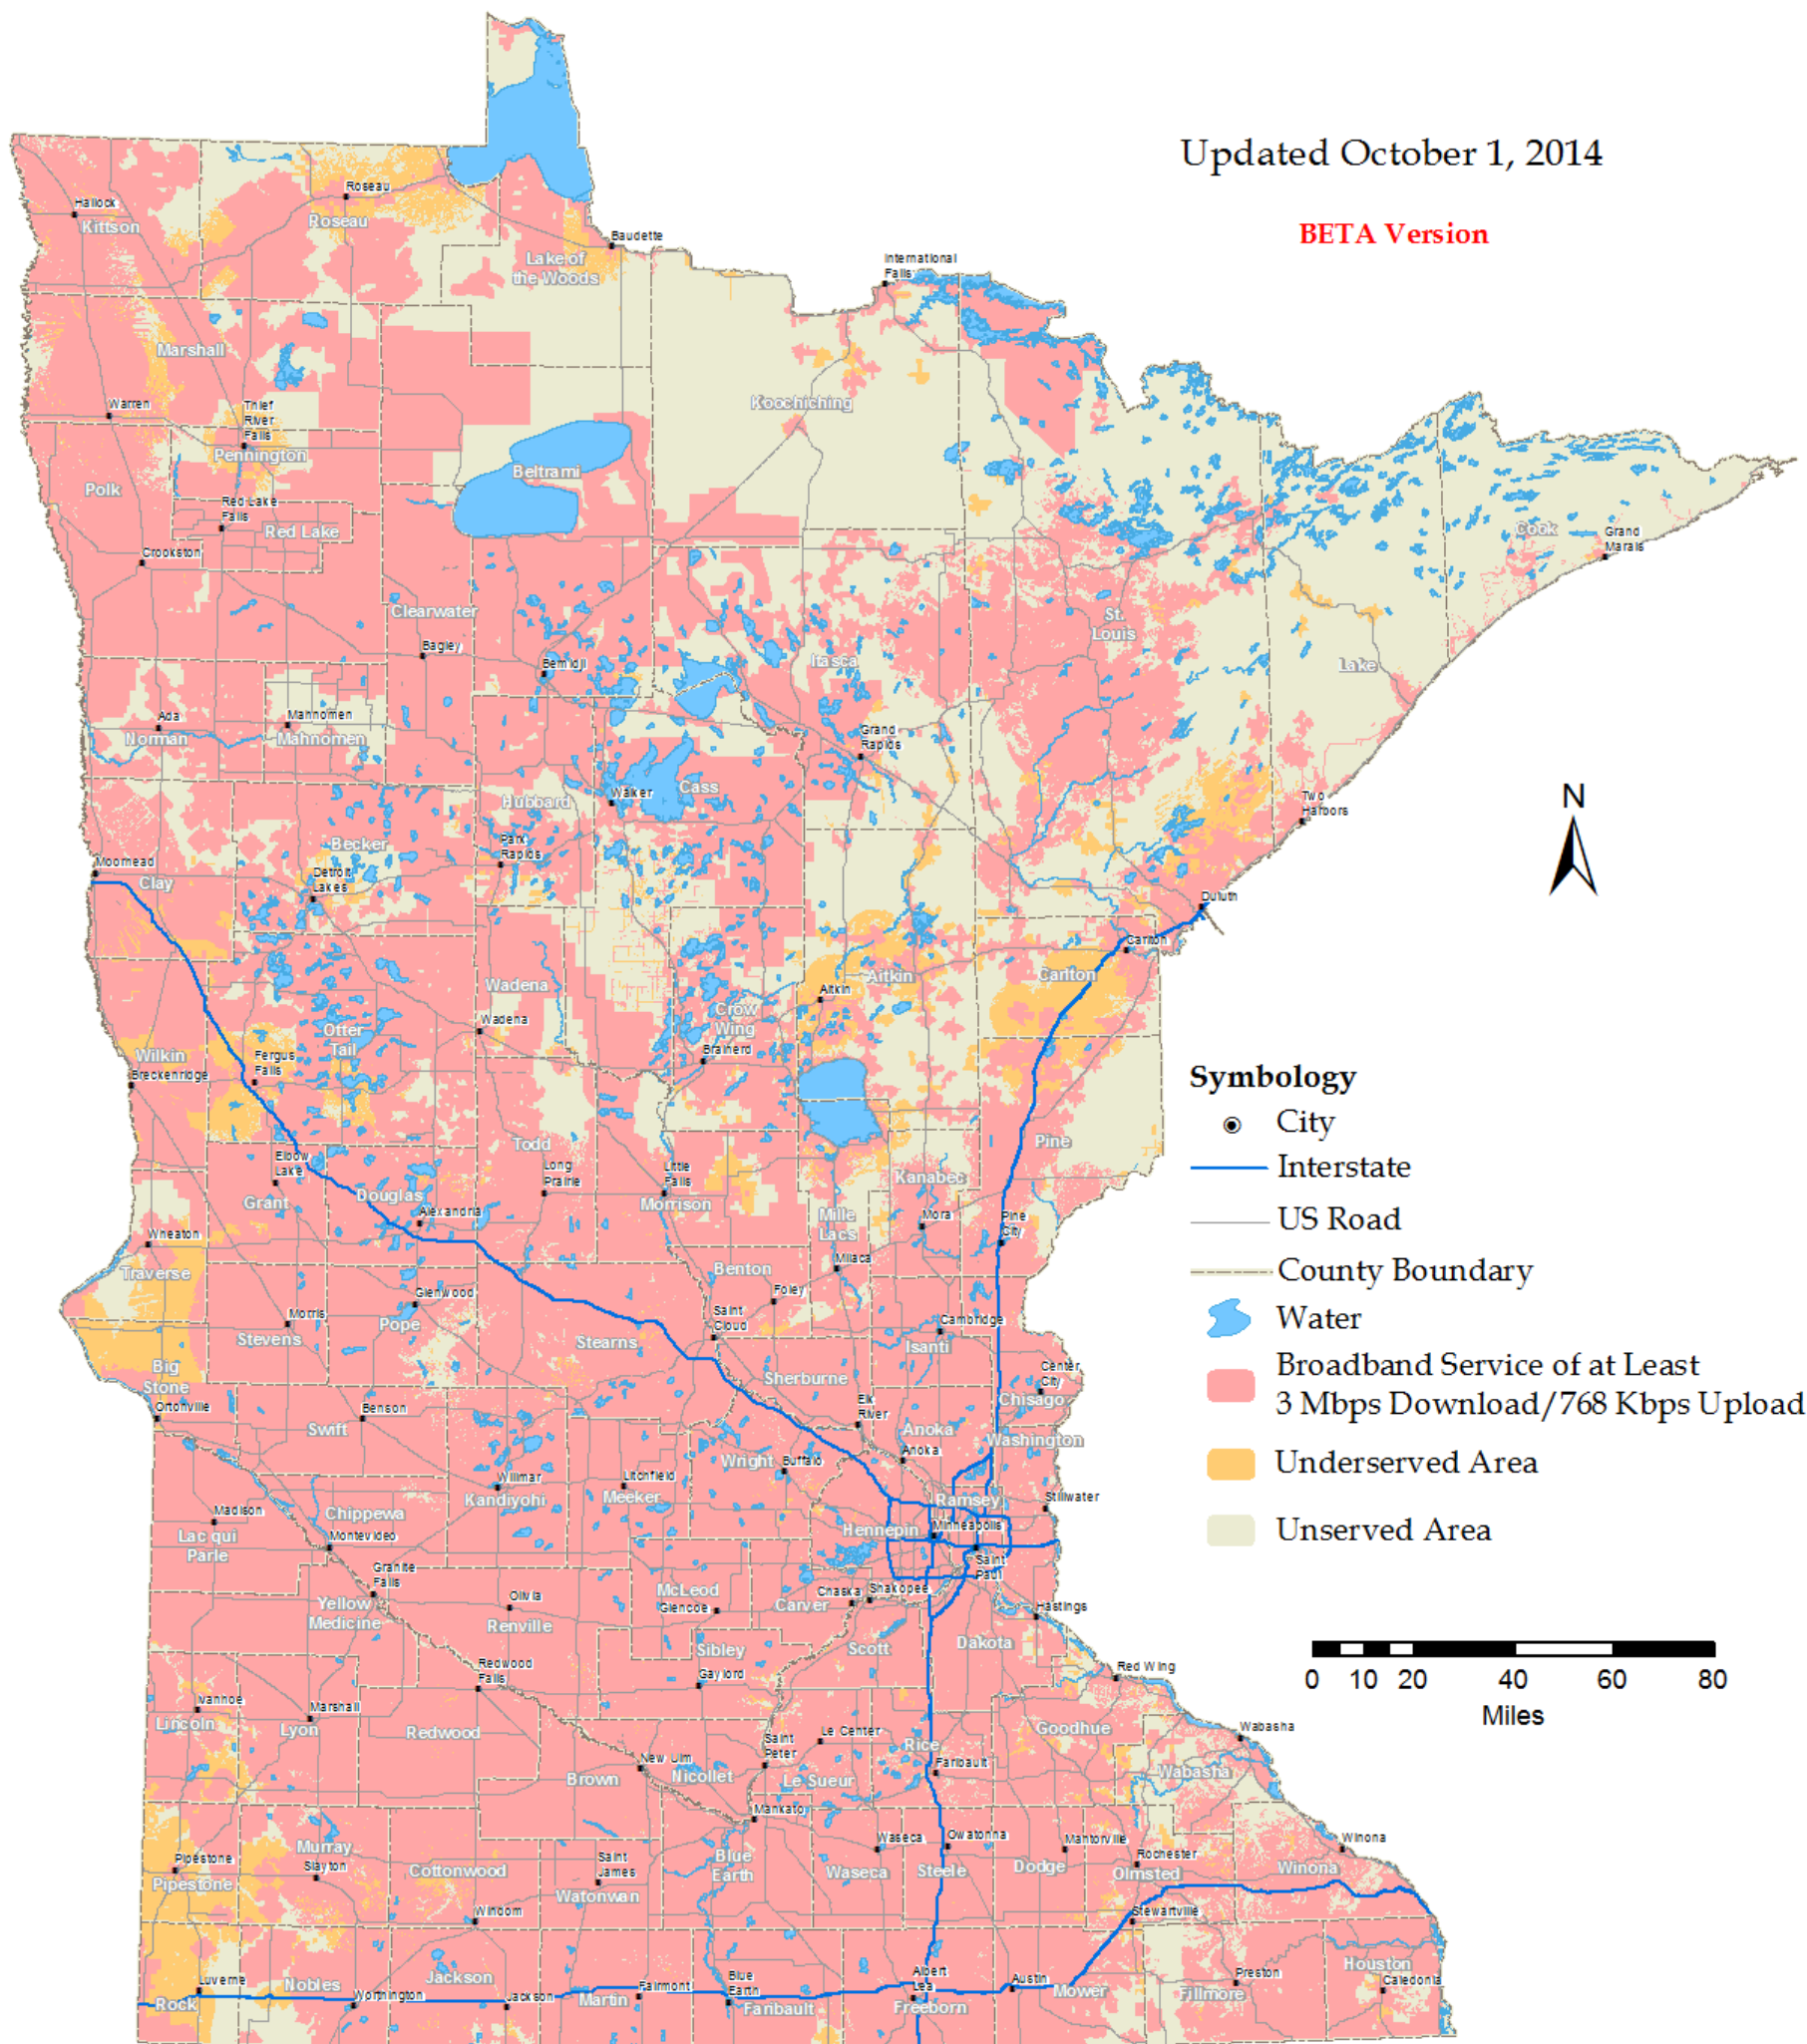 Updated October 1, 2014
BETA Version
Roseau
Hallock
Kittson
Roseau
Baudette
Lake of
the Woods
International
Falls
Marshall
Koochiching
Warren
Thief
River
Falls
Pennington
Beltrami
Polk
Red Lake
Falls
Red Lake
Cook
Grand
Marais
Crookston
Clearwater
St.
Louis
Bagley
Bemidji
Itasca
Lake
Ada
Mahnomen
Norman
Mahnomen
Grand
Rapids
Walker
Cass
Hubbard
Two
Harbors
N
Becker
Park
Rapids
Moorhead
Clay
Detroit
Lakes
Duluth
Carlton
Aitkin
Carlton
Wadena
Aitkin
Crow
Wing
Wadena
Otter
Tail
Brainerd
Wilkin
Fergus
Falls
Breckenridge
Symbology
City
Interstate
US Road
County Boundary
Water
Broadband Service of at Least
3 Mbps Download/768 Kbps Upload
Underserved Area
Unserved Area
Todd
Pine
Elbow
Lake
Long
Prairie
Little
Falls
Kanabec
Grant
Douglas
Morrison
Alexandria
Mille
Lacs
Mora
Pine
City
Wheaton
Traverse
Benton
Milaca
Glenwood
Foley
Morris
Stevens
Pope
Saint
Cloud
Cambridge
Stearns
Isanti
Big
Stone
Sherburne
Center
City
Ortonville
Benson
Elk
River
Chisago
Swift
Anoka
Washington
Anoka
Wright
Buffalo
Willmar
Litchfield
Kandiyohi
Meeker
Ramsey
Stillwater
Madison
Chippewa
Lac qui
Parle
Montevideo
Hennepin
Minneapolis
Saint
Paul
Granite
Falls
Yellow
Medicine
Olivia
Renville
McLeod
Glencoe
Carver
Chaska
Shakopee
Hastings
Sibley
Scott
Dakota
Redwood
Falls
Gaylord
Red Wing
0 10 20 40 60 80
Miles
Ivanhoe
Lincoln
Marshall
Lyon
Redwood
Saint
Peter
Le Center
Goodhue
Wabasha
Rice
New Ulm
Brown
Nicollet
Le Sueur
Faribault
Wabasha
Mankato
Murray
Waseca
Owatonna
Mantorville
Winona
Pipestone
Slayton
Pipestone
Cottonwood
Saint
James
Watonwan
Blue
Earth
Waseca
Steele
Dodge
Rochester
Olmsted
Winona
Windom
Stewartville
Luverne
Nobles
Jackson
Rock
Worthington
Jackson
Martin
Fairmont
Blue
Earth
Faribault
Albert
Lea
Freeborn
Austin
Mower
Preston
Fillmore
Houston
Caledonia